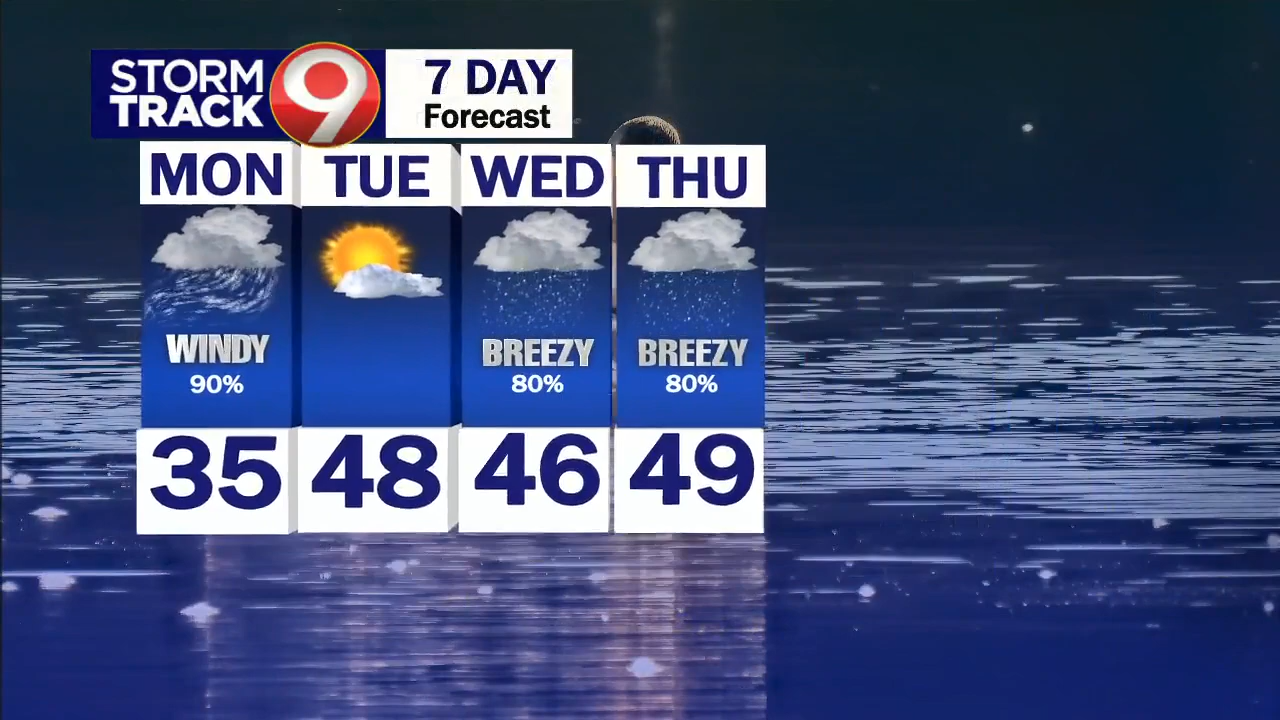 STORM
TRACK
9
7 DAY
Forecast
MON TUE WED THU
WINDY BREEZY BREEZY
90% 80% 80%
35 48 46 49